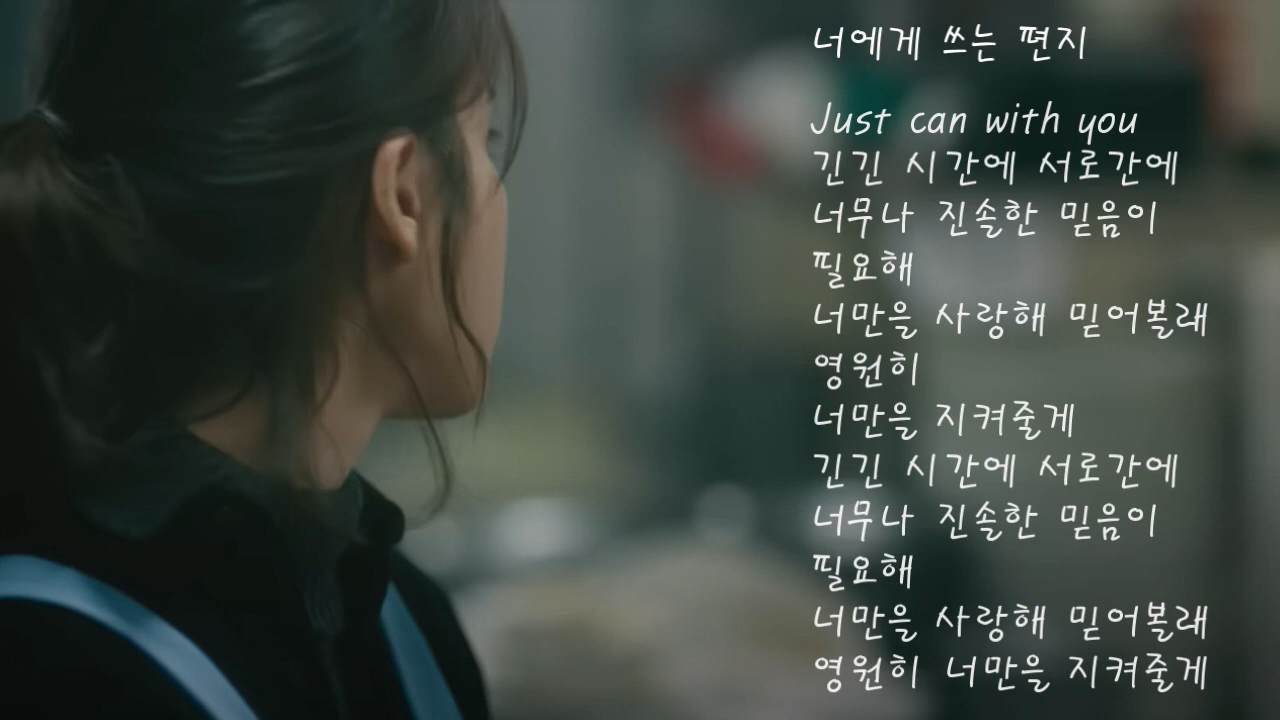 너에게 쓰는 편지
Just can with you
긴긴 시간에 서로간에
너무나 진솔한 믿음이
필요해
너만을 사랑해 믿어볼래
영원히
너만을 지켜줄게
긴긴 시간에 서로간에
너무나 진솔한 믿음이
필요해
너만을 사랑해 믿어볼래
영원히 너만을 지켜줄게